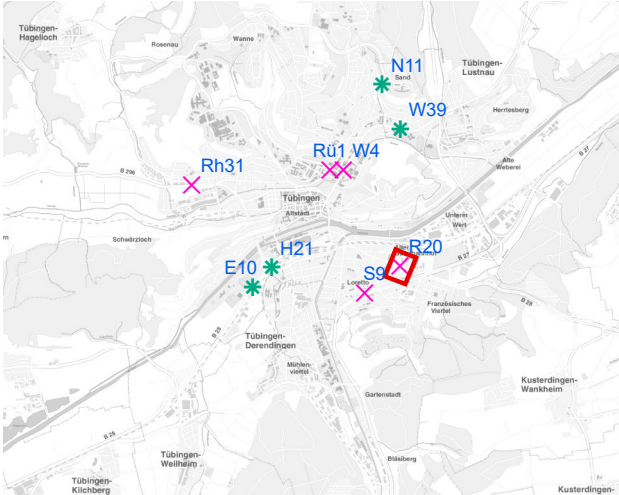 Tübingen-
Hagelloch
Rosenau
Wanne
N11
Sand
Tübingen-
Lustnau
W39
Herrlesberg
B 27
Rü1 W4
Rh31
B 296
Alte
Weberei
Tübingen
Altstadt
Unterm
Wert
Schwärzloch
R20
B 27
H21
E10
S9
Loretto
Französisches
Viertel
B 28
Tübingen-
Derendingen
Mühlen-
viertel
Gartenstadt
Kusterdingen-
Wankheim
B 28
Tübingen-
Weilheim
Bläsiberg
Tübingen-
Kilchberg
Kusterdingen-